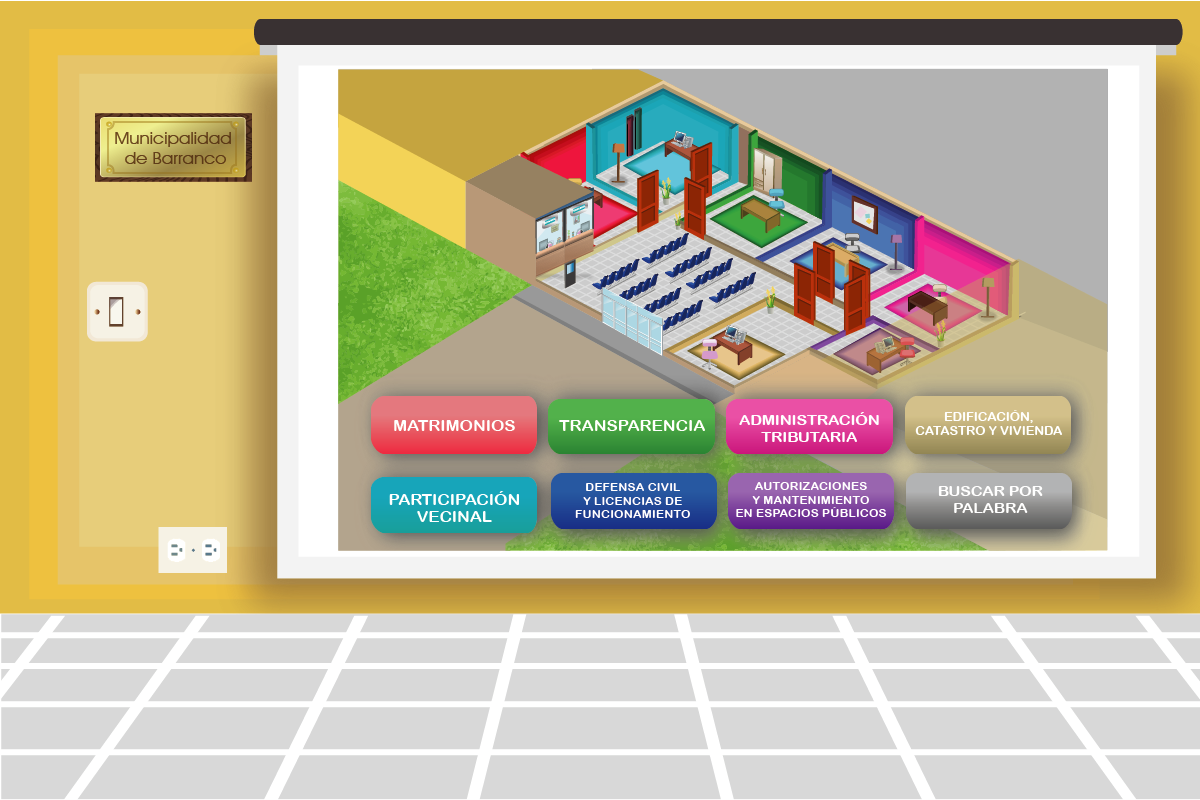 Municipalidad
de Barranco
MATRIMONIOS
TRANSPARENCIA
ADMINISTRACIÓN
TRIBUTARIA
EDIFICACIÓN,
CATASTRO Y VIVIENDA
PARTICIPACIÓN
VECINAL
DEFENSA CIVIL
Y LICENCIAS DE
FUNCIONAMIENTO
AUTORIZACIONES
Y MANTENIMIENTO
EN ESPACIOS PÚBLICOS
BUSCAR POR
PALABRA